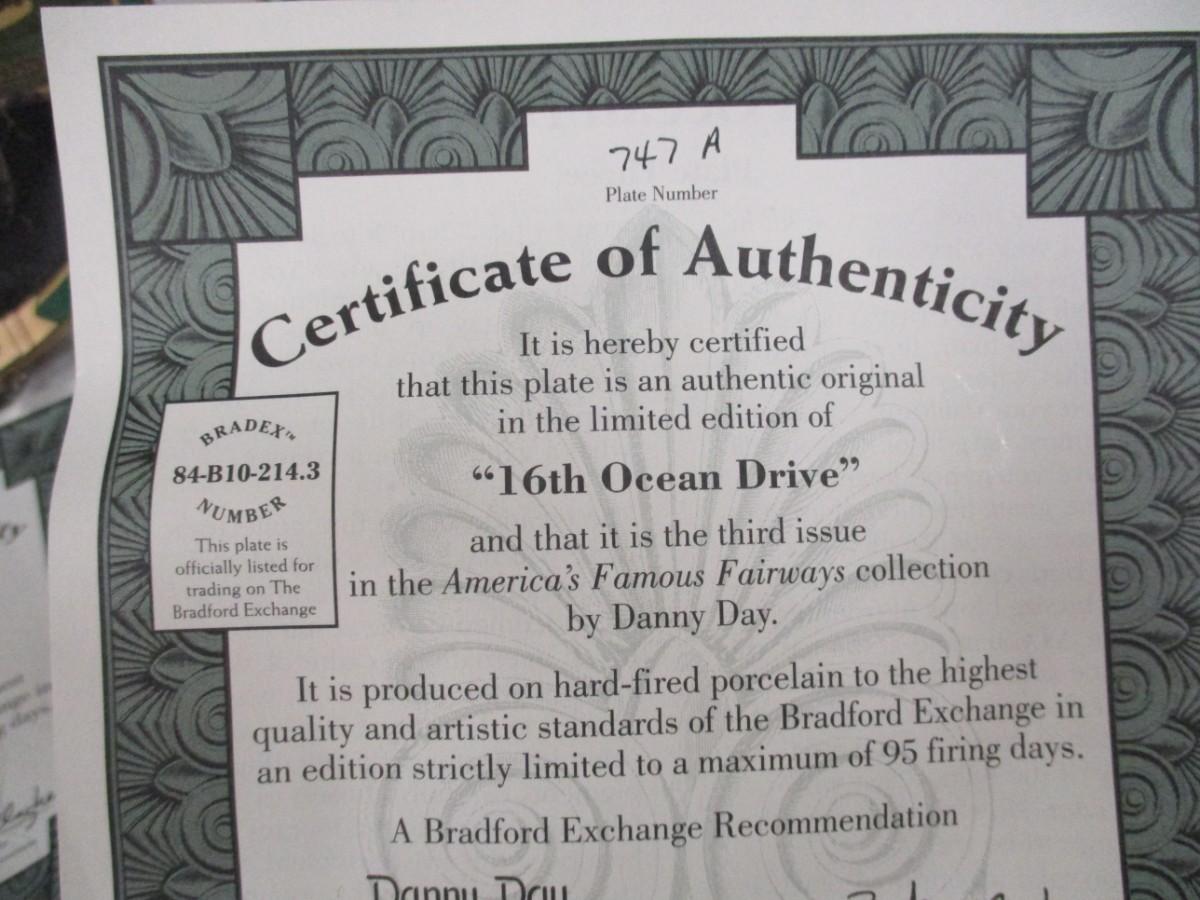 747 A
Plate Number
Certificate of Authenticity
It is hereby certified
that this plate is an authentic original
in the limited edition of
“16th Ocean Drive”
and that it is the third issue
in the America's Famous Fairways collection
by Danny Day.
BRADEX™
84-B10-214.3
NUMBER
This plate is
officially listed for
trading on The
Bradford Exchange
It is produced on hard-fired porcelain to the highest
quality and artistic standards of the Bradford Exchange in
an edition strictly limited to a maximum of 95 firing days.
A Bradford Exchange Recommendation
Danny Day